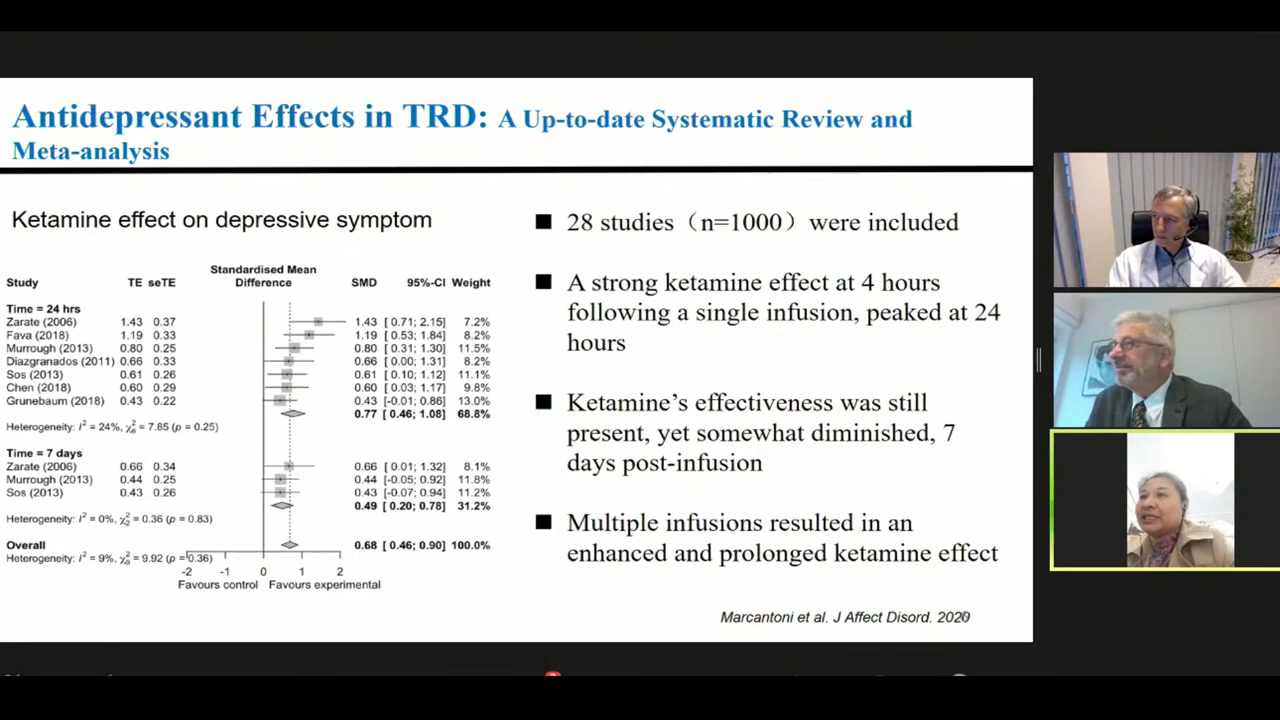 Antidepressant Effects in TRD: A Up-to-date Systematic Review and
Meta-analysis
Ketamine effect on depressive symptom
Study TE seTE Standardised Mean Difference SMD 95%-CI Weight
Time = 24 hrs
Zarate (2006) 1.43 0.37 1.43 [ 0.71; 2.15] 7.2%
Fava (2018) 1.19 0.33 1.19 [ 0.53; 1.84] 8.2%
Murrough (2013) 0.80 0.25 0.80 [ 0.31; 1.30] 11.5%
Diazgranados (2011) 0.66 0.33 0.66 [ 0.00; 1.31] 8.2%
Sos (2013) 0.61 0.26 0.61 [ 0.10; 1.12] 11.1%
Chen (2018) 0.60 0.29 0.60 [ 0.03; 1.17] 9.8%
Grunebaum (2018) 0.43 0.22 0.43 [-0.01; 0.86] 13.0%
0.77 [ 0.46; 1.08] 68.8%
Heterogeneity: I² = 24%, χ²₆ = 7.85 (p = 0.25)
Time = 7 days
Zarate (2006) 0.66 0.34 0.66 [ 0.01; 1.32] 8.1%
Murrough (2013) 0.44 0.25 0.44 [-0.05; 0.92] 11.8%
Sos (2013) 0.43 0.26 0.43 [-0.07; 0.94] 11.2%
0.49 [ 0.20; 0.78] 31.2%
Heterogeneity: I² = 0%, χ²₂ = 0.36 (p = 0.83)
Overall 0.68 [ 0.46; 0.90] 100.0%
Heterogeneity: I² = 9%, χ²₉ = 9.92 (p = 0.36)
-2 -1 0 1 2
Favours control Favours experimental
28 studies（n=1000）were included
A strong ketamine effect at 4 hours
following a single infusion, peaked at 24
hours
Ketamine's effectiveness was still
present, yet somewhat diminished, 7
days post-infusion
Multiple infusions resulted in an
enhanced and prolonged ketamine effect
Marcantoni et al. J Affect Disord. 2020